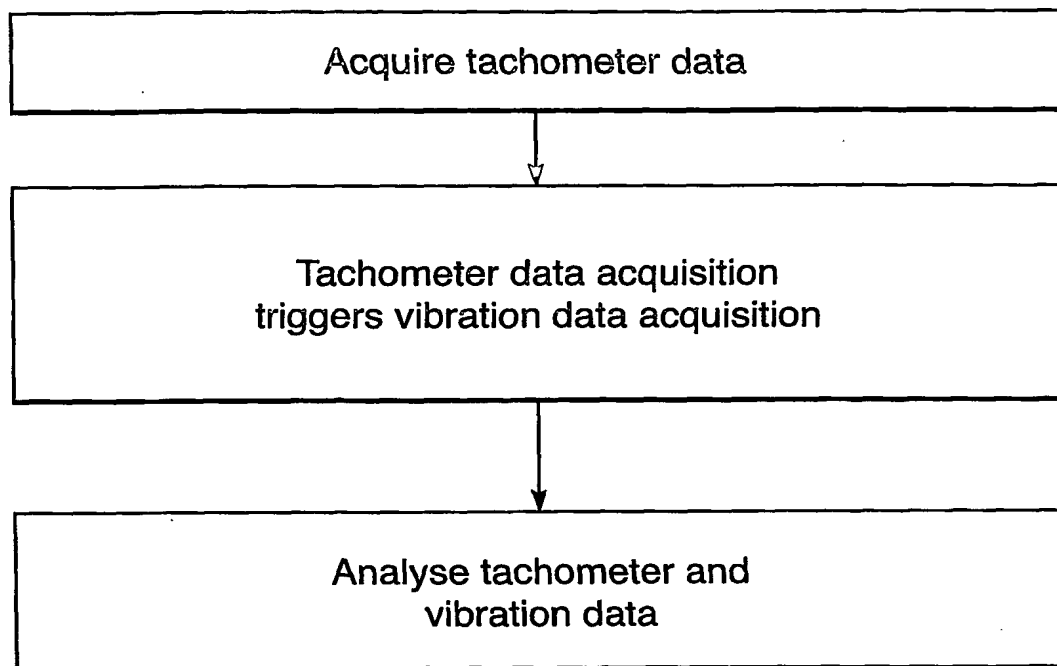 Acquire tachometer data
Tachometer data acquisition
triggers vibration data acquisition
Analyse tachometer and
vibration data